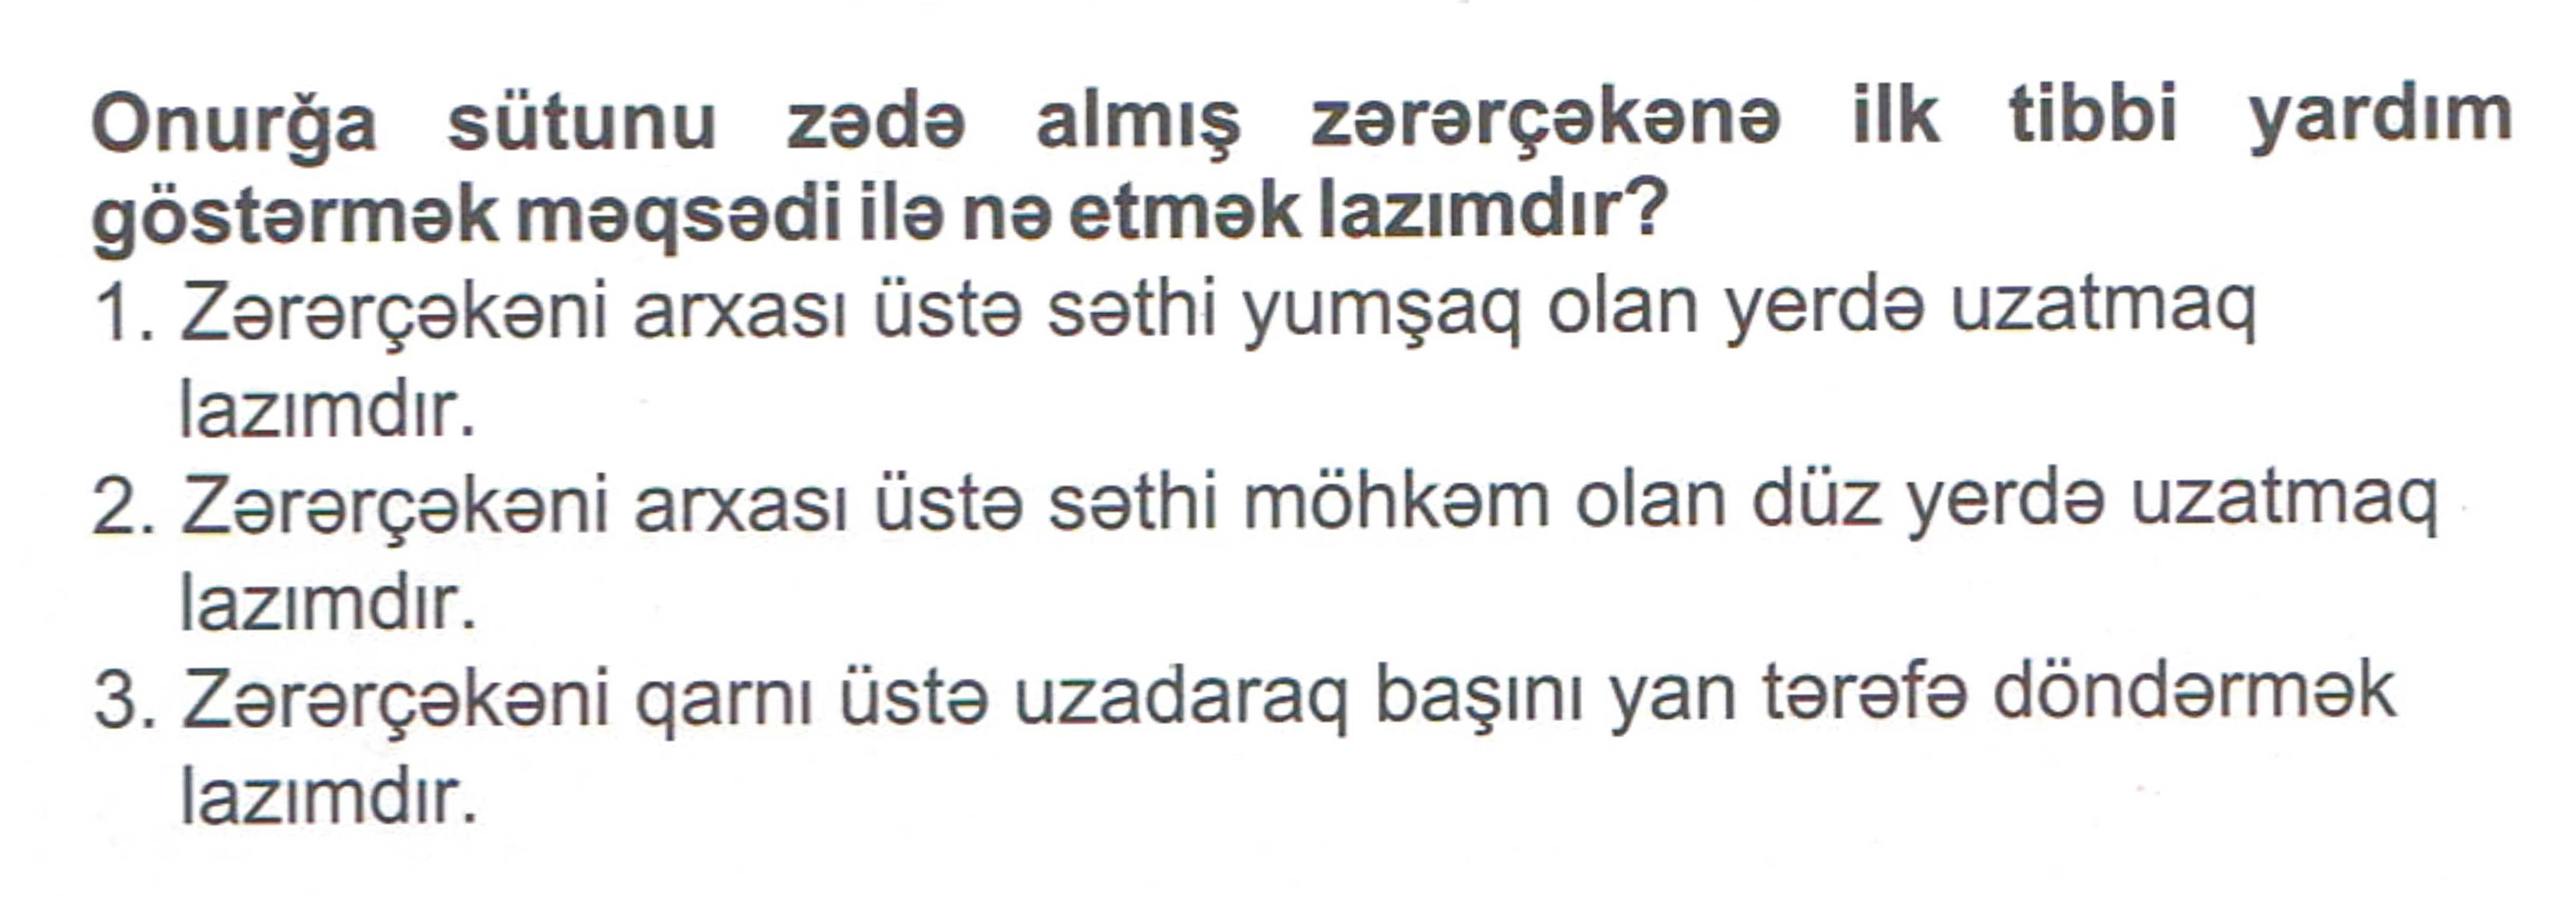 Onurğa sütunu zədə almış zərərçəkənə ilk tibbi yardım
göstərmək məqsədi ilə nə etmək lazımdır?
1. Zərərçəkəni arxası üstə səthi yumşaq olan yerdə uzatmaq
lazımdır.
2. Zərərçəkəni arxası üstə səthi möhkəm olan düz yerdə uzatmaq
lazımdır.
3. Zərərçəkəni qarnı üstə uzadaraq başını yan tərəfə döndərmək
lazımdır.